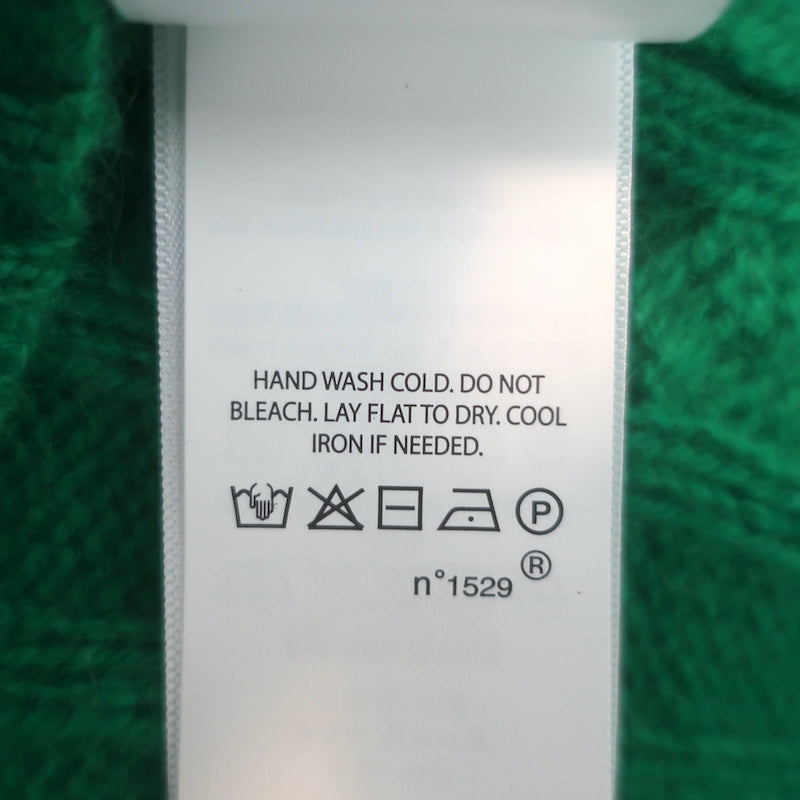 HAND WASH COLD. DO NOT
BLEACH. LAY FLAT TO DRY. COOL
IRON IF NEEDED.
P
n°1529 ®